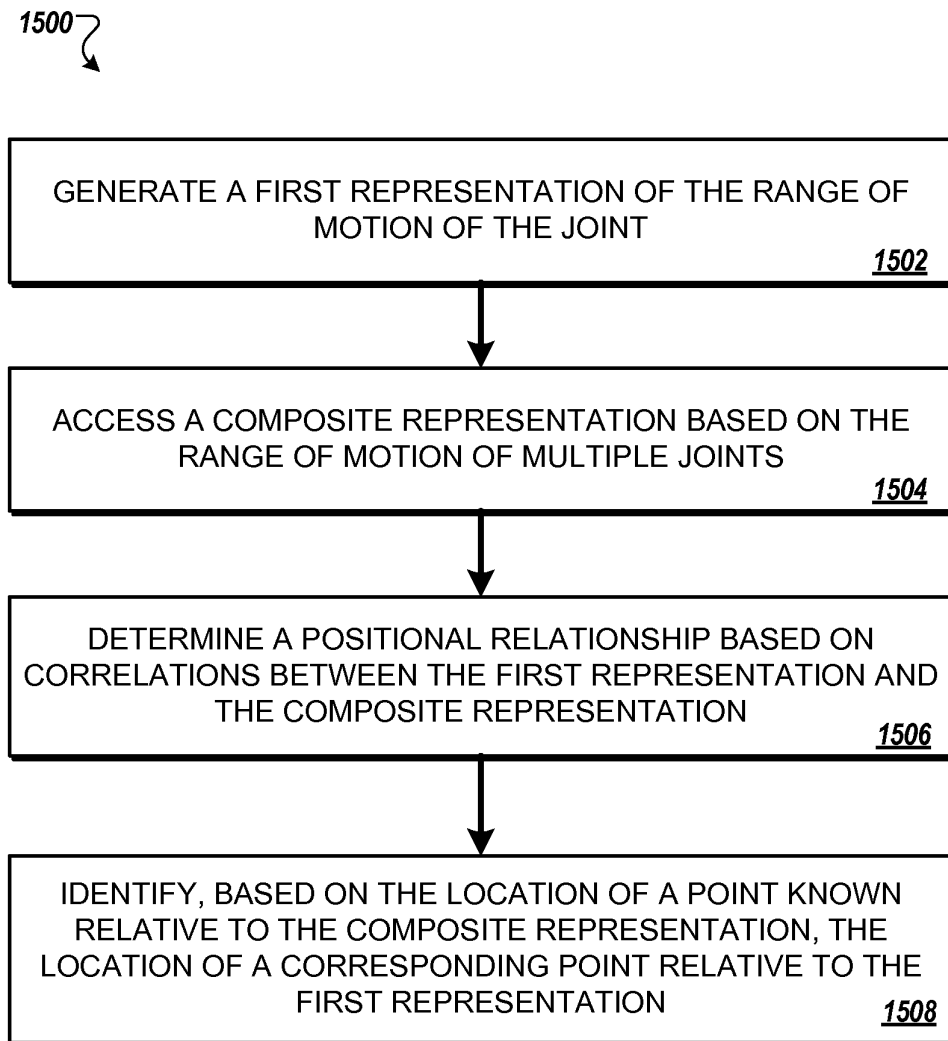 1500
GENERATE A FIRST REPRESENTATION OF THE RANGE OF
MOTION OF THE JOINT
1502
ACCESS A COMPOSITE REPRESENTATION BASED ON THE
RANGE OF MOTION OF MULTIPLE JOINTS
1504
DETERMINE A POSITIONAL RELATIONSHIP BASED ON
CORRELATIONS BETWEEN THE FIRST REPRESENTATION AND
THE COMPOSITE REPRESENTATION
1506
IDENTIFY, BASED ON THE LOCATION OF A POINT KNOWN
RELATIVE TO THE COMPOSITE REPRESENTATION, THE
LOCATION OF A CORRESPONDING POINT RELATIVE TO THE
FIRST REPRESENTATION
1508